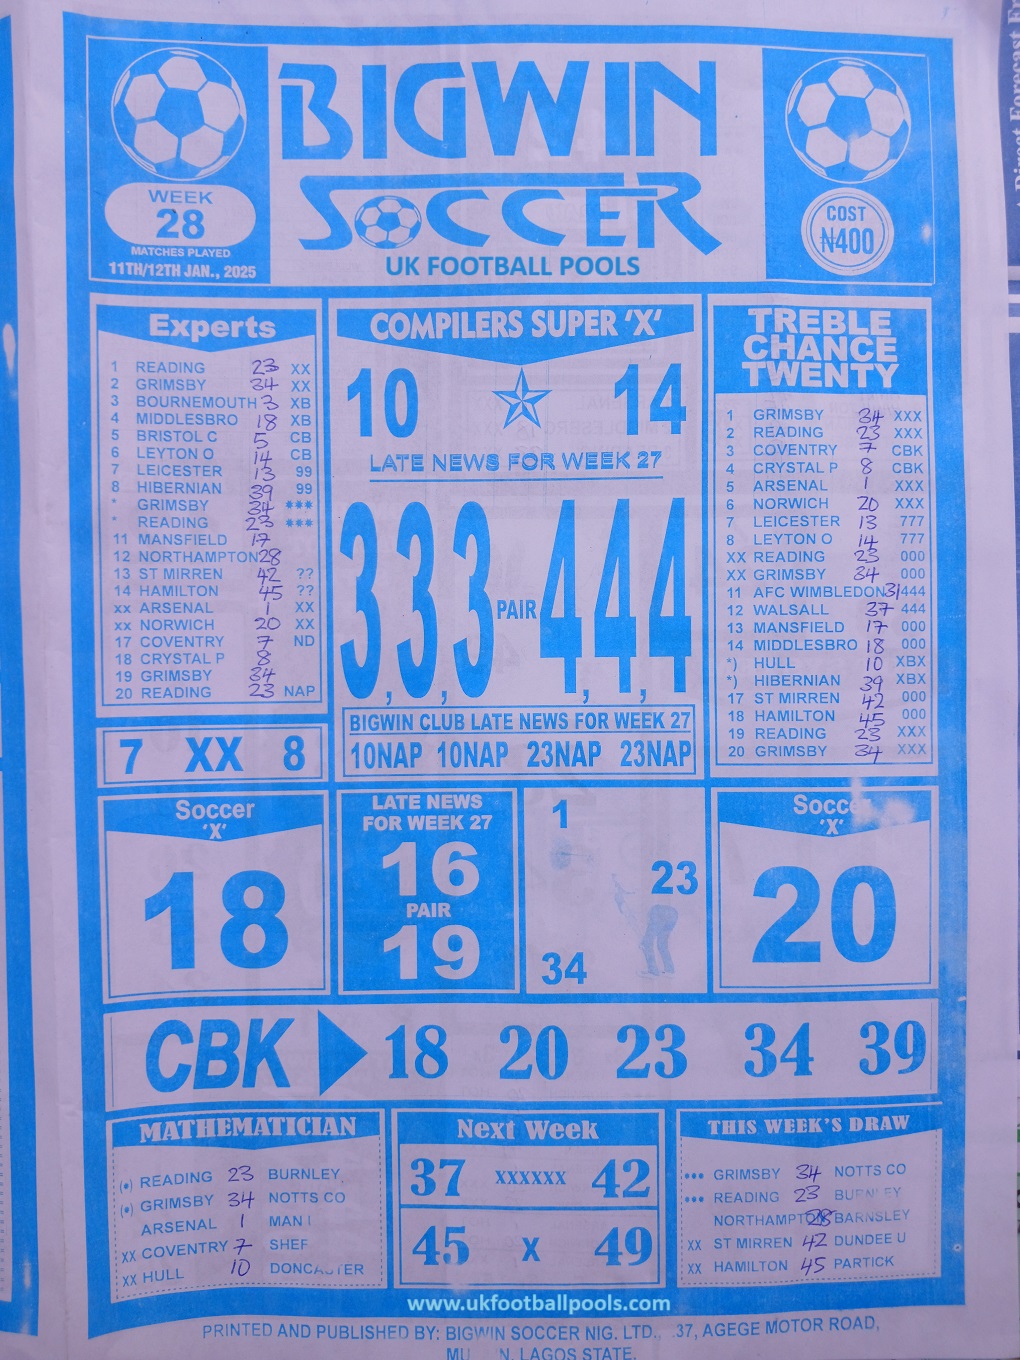 BIGWIN
SOCCER
UK FOOTBALL POOLS
WEEK
28
MATCHES PLAYED
11TH/12TH JAN., 2025
COST
₦400
Experts
1 READING 23 XX
2 GRIMSBY 34 XX
3 BOURNEMOUTH 3 XB
4 MIDDLESBRO 18 XB
5 BRISTOL C 5 CB
6 LEYTON O 14 CB
7 LEICESTER 13 99
8 HIBERNIAN 39 99
* GRIMSBY 34 ***
* READING 23 ***
11 MANSFIELD 17
12 NORTHAMPTON 28
13 ST MIRREN 42 ??
14 HAMILTON 45 ??
xx ARSENAL 1 XX
xx NORWICH 20 XX
17 COVENTRY 7 ND
18 CRYSTAL P 8
19 GRIMSBY 34
20 READING 23 NAP
7 XX 8
COMPILERS SUPER 'X'
10 14
LATE NEWS FOR WEEK 27
3,3,3 PAIR 4,4,4
BIGWIN CLUB LATE NEWS FOR WEEK 27
10NAP 10NAP 23NAP 23NAP
TREBLE
CHANCE
TWENTY
1 GRIMSBY 34 XXX
2 READING 23 XXX
3 COVENTRY 7 CBK
4 CRYSTAL P 8 CBK
5 ARSENAL 1 XXX
6 NORWICH 20 XXX
7 LEICESTER 13 777
8 LEYTON O 14 777
XX READING 23 000
XX GRIMSBY 34 000
11 AFC WIMBLEDON 31 444
12 WALSALL 37 444
13 MANSFIELD 17 000
14 MIDDLESBRO 18 000
*) HULL 10 XBX
*) HIBERNIAN 39 XBX
17 ST MIRREN 42 000
18 HAMILTON 45 000
19 READING 23 XXX
20 GRIMSBY 34 XXX
Soccer
'X'
18
LATE NEWS
FOR WEEK 27
16
PAIR
19
1
23
34
Soccer
'X'
20
CBK 18 20 23 34 39
MATHEMATICIAN
(•) READING 23 BURNLEY
(•) GRIMSBY 34 NOTTS CO
ARSENAL 1 MAN
XX COVENTRY 7 SHEF
XX HULL 10 DONCASTER
Next Week
37 xxxxxx 42
45 X 49
THIS WEEK'S DRAW
••• GRIMSBY 34 NOTTS CO
••• READING 23 BURNLEY
NORTHAMPTON 28 BARNSLEY
XX ST MIRREN 42 DUNDEE U
XX HAMILTON 45 PARTICK
www.ukfootballpools.com
PRINTED AND PUBLISHED BY: BIGWIN SOCCER NIG. LTD., 37, AGEGE MOTOR ROAD,
LAGOS STATE.
Direct Forecast